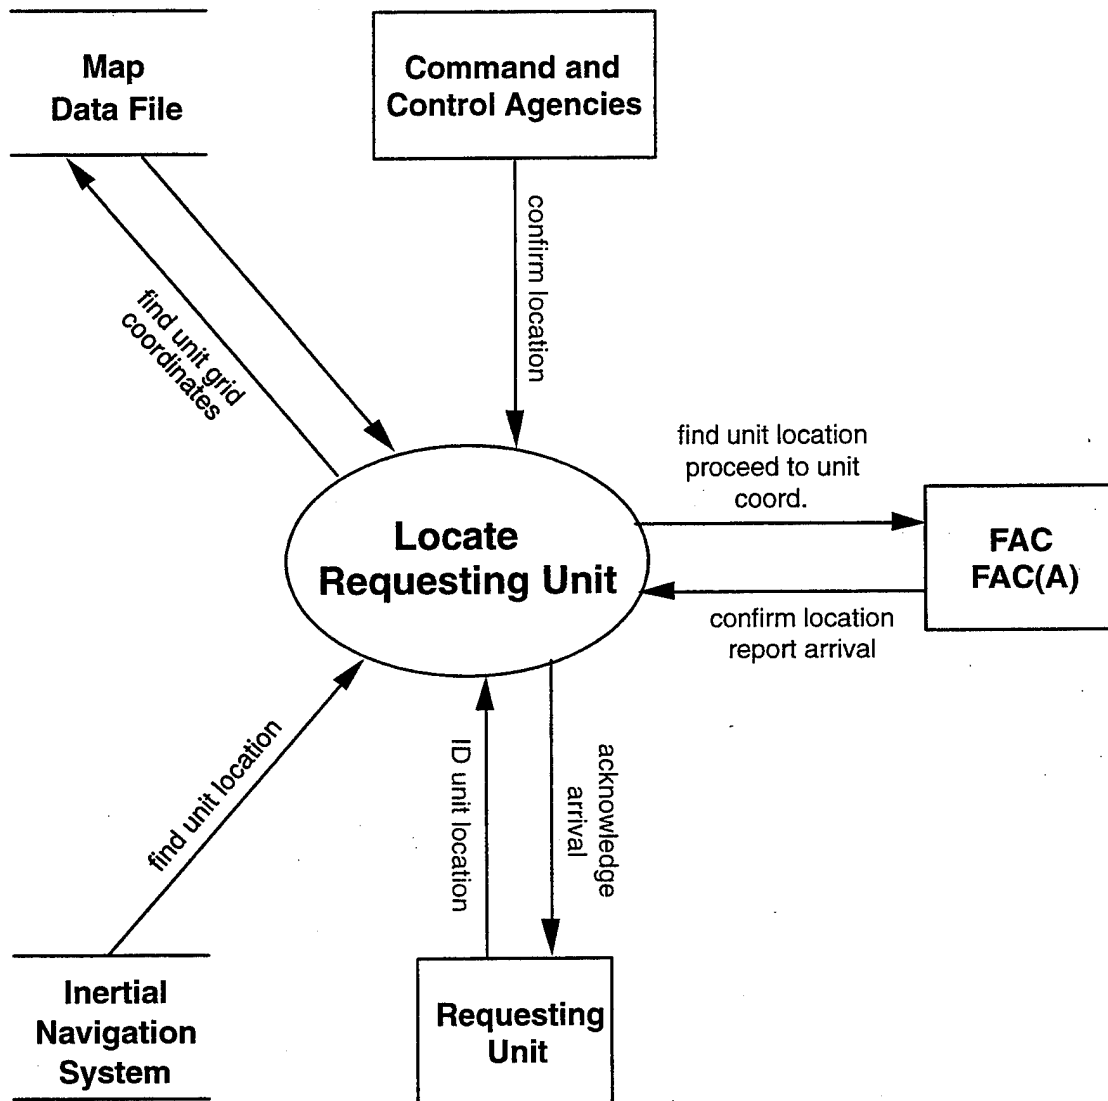 Map
Data File
Command and
Control Agencies
confirm location
find unit grid
coordinates
find unit location
proceed to unit
coord.
Locate
Requesting Unit
FAC
FAC(A)
confirm location
report arrival
find unit location
ID unit location
acknowledge
arrival
Inertial
Navigation
System
Requesting
Unit